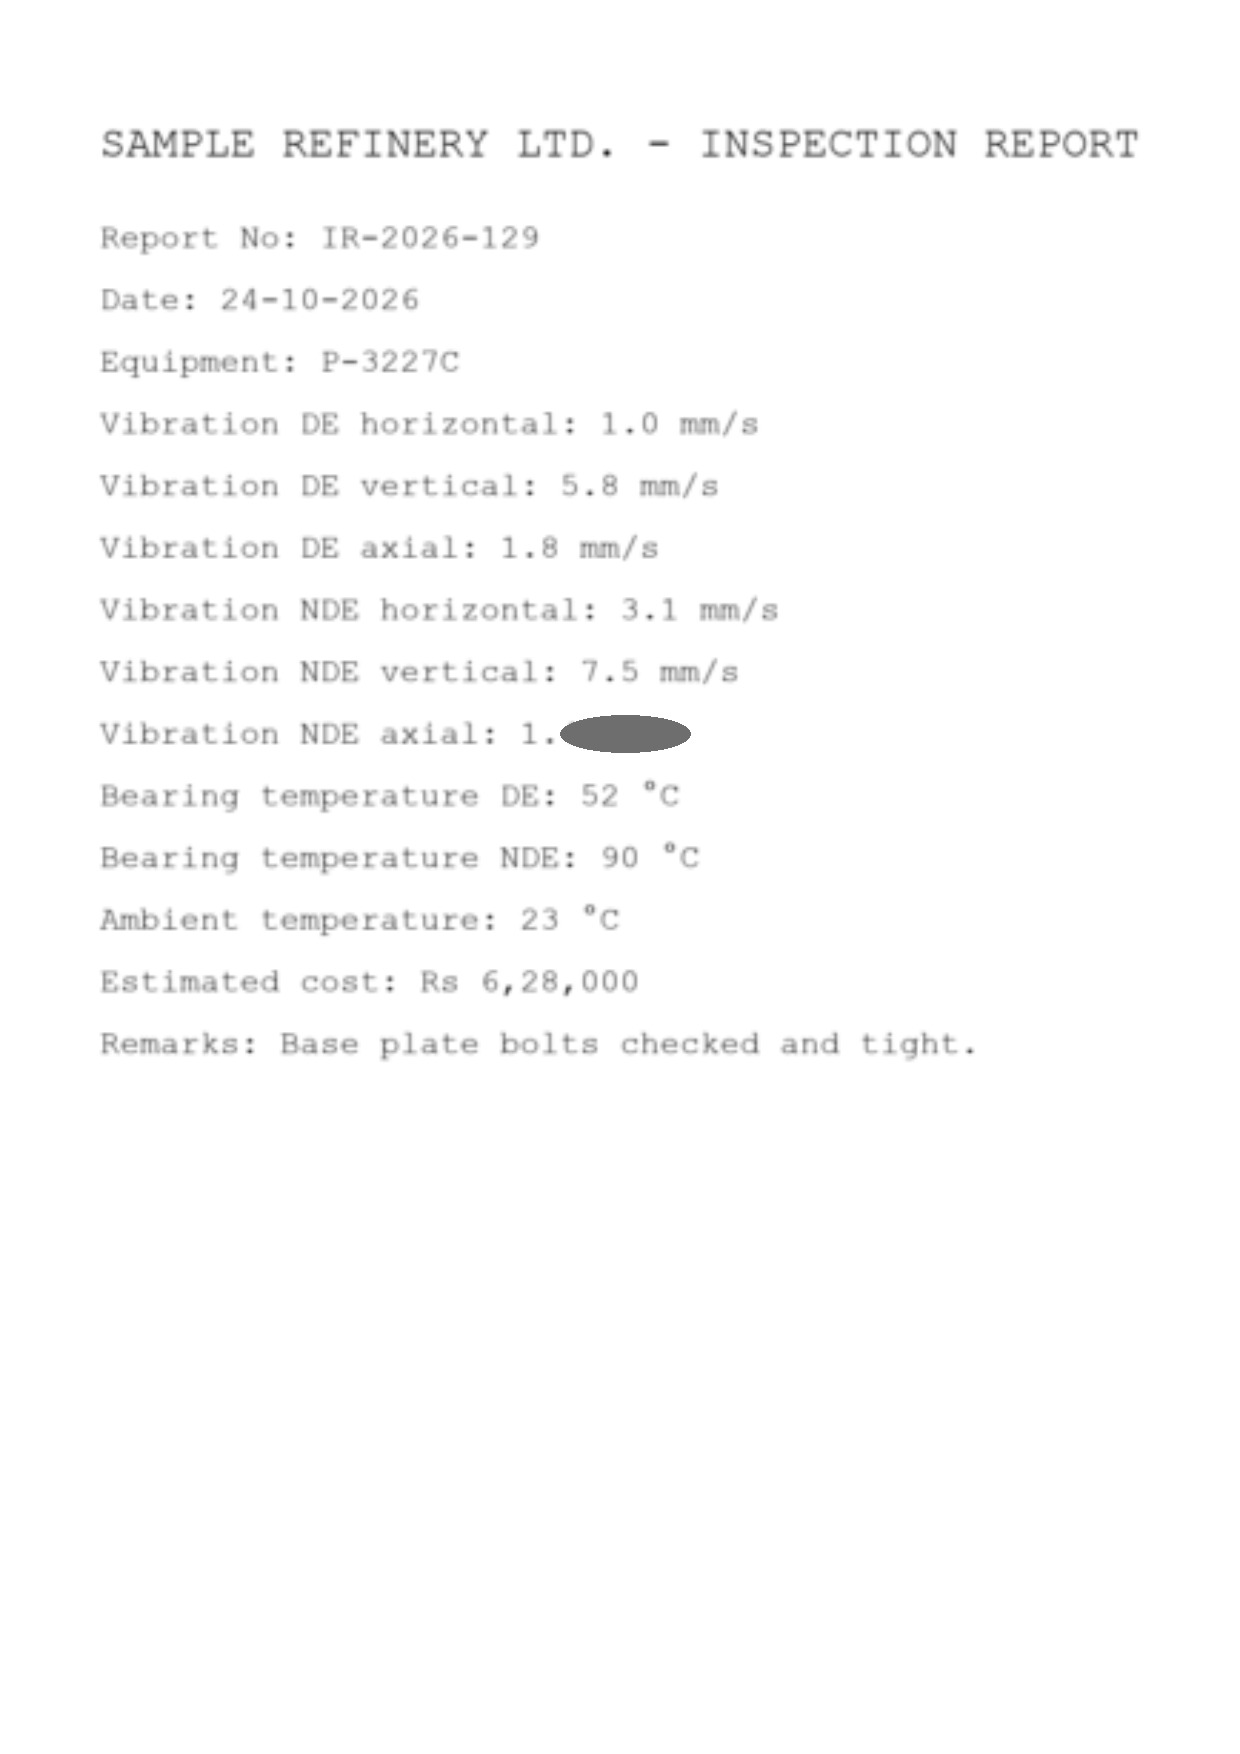 SAMPLE REFINERY LTD. - INSPECTION REPORT
Report No: IR-2026-129
Date: 24-10-2026
Equipment: P-3227C
Vibration DE horizontal: 1.0 mm/s
Vibration DE vertical: 5.8 mm/s
Vibration DE axial: 1.8 mm/s
Vibration NDE horizontal: 3.1 mm/s
Vibration NDE vertical: 7.5 mm/s
Vibration NDE axial:
Bearing temperature DE: 52 °C
Bearing temperature NDE: 90 °C
Ambient temperature: 23 °C
Estimated cost: Rs 6,28,000
Remarks: Base plate bolts checked and tight.